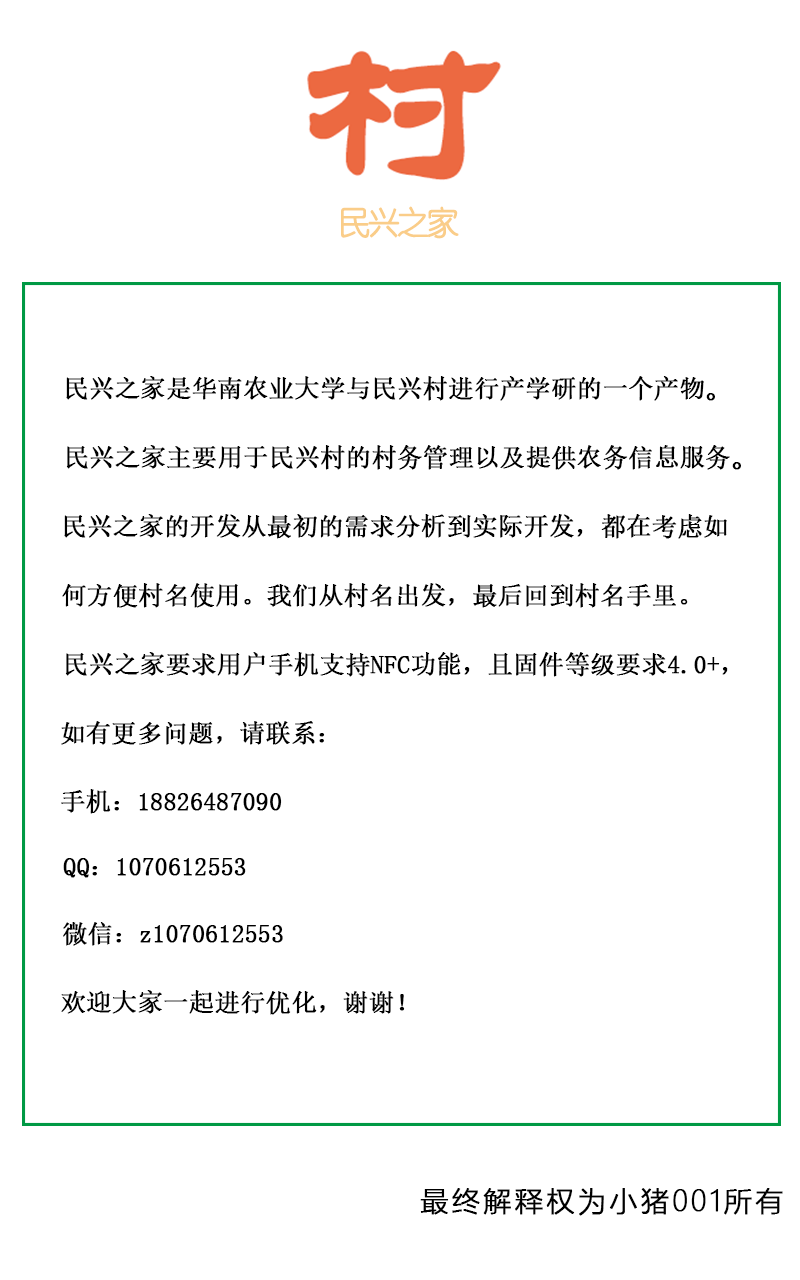 村
民兴之家
民兴之家是华南农业大学与民兴村进行产学研的一个产物。
民兴之家主要用于民兴村的村务管理以及提供农务信息服务。
民兴之家的开发从最初的需求分析到实际开发，都在考虑如
何方便村名使用。我们从村名出发，最后回到村名手里。
民兴之家要求用户手机支持NFC功能，且固件等级要求4.0+，
如有更多问题，请联系：
手机：18826487090
QQ：1070612553
微信：z1070612553
欢迎大家一起进行优化，谢谢！
最终解释权为小猪001所有